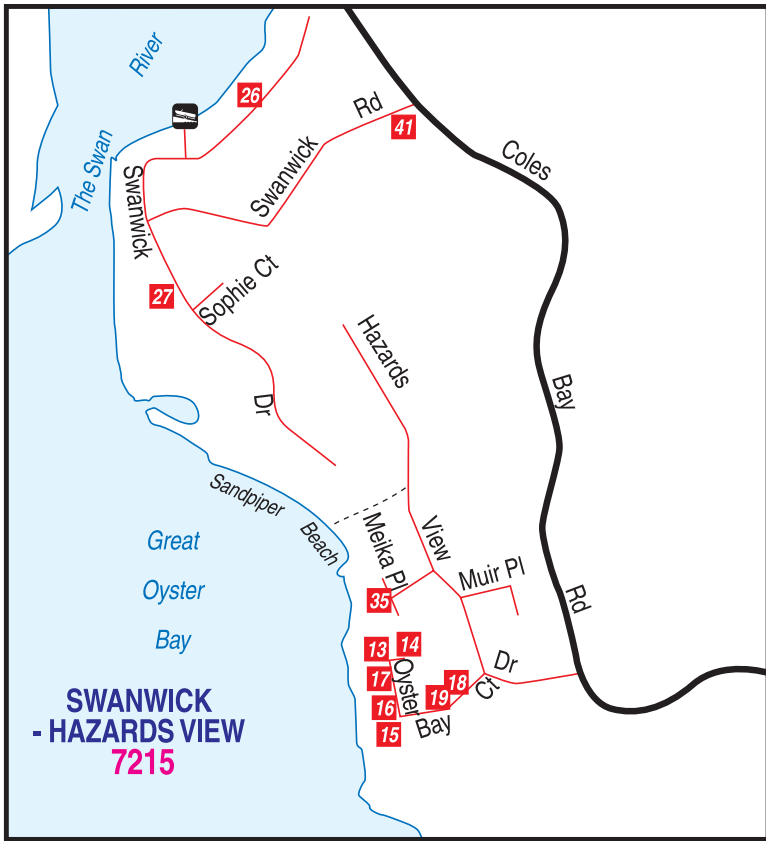 River
26
Rd
41
Coles
The Swan
Swanwick
Swanwick
27
Sophie Ct
Hazards
Bay
Dr
Sandpiper
Beach
Great
Oyster
Bay
Meika Pl
View
Muir Pl
Rd
35
13
14
17
Oyster
Dr
18
Ct
19
16
Bay
15
SWANWICK
- HAZARDS VIEW
7215